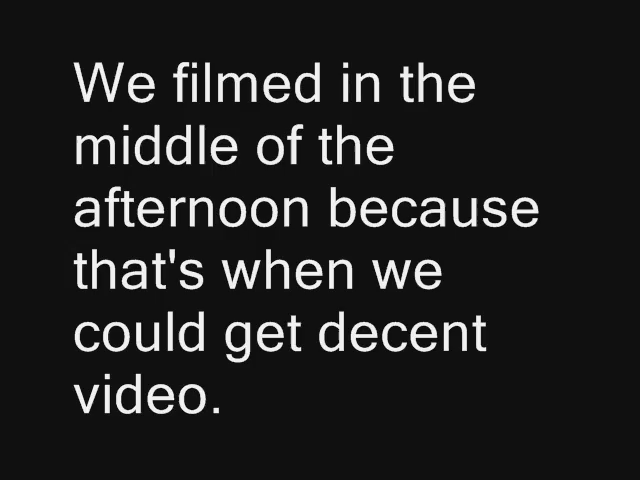 We filmed in the
middle of the
afternoon because
that's when we
could get decent
video.